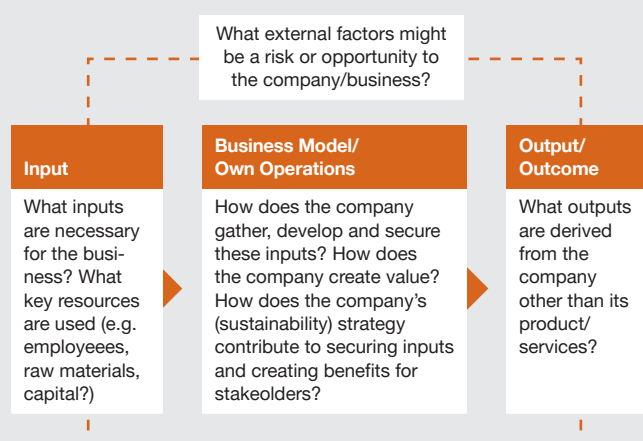 What external factors might
be a risk or opportunity to
the company/business?
Input
What inputs
are necessary
for the busi-
ness? What
key resources
are used (e.g.
employeees,
raw materials,
capital?)
Business Model/
Own Operations
How does the company
gather, develop and secure
these inputs? How does
the company create value?
How does the company's
(sustainability) strategy
contribute to securing inputs
and creating benefits for
stakeolders?
Output/
Outcome
What outputs
are derived
from the
company
other than its
product/
services?